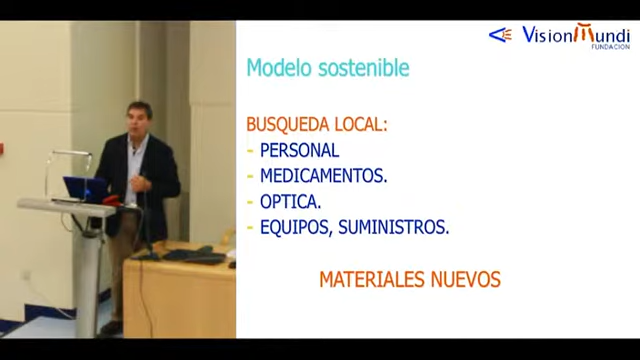 VisionMundi
FUNDACION
Modelo sostenible
BUSQUEDA LOCAL:
- PERSONAL
- MEDICAMENTOS.
- OPTICA.
- EQUIPOS, SUMINISTROS.
MATERIALES NUEVOS